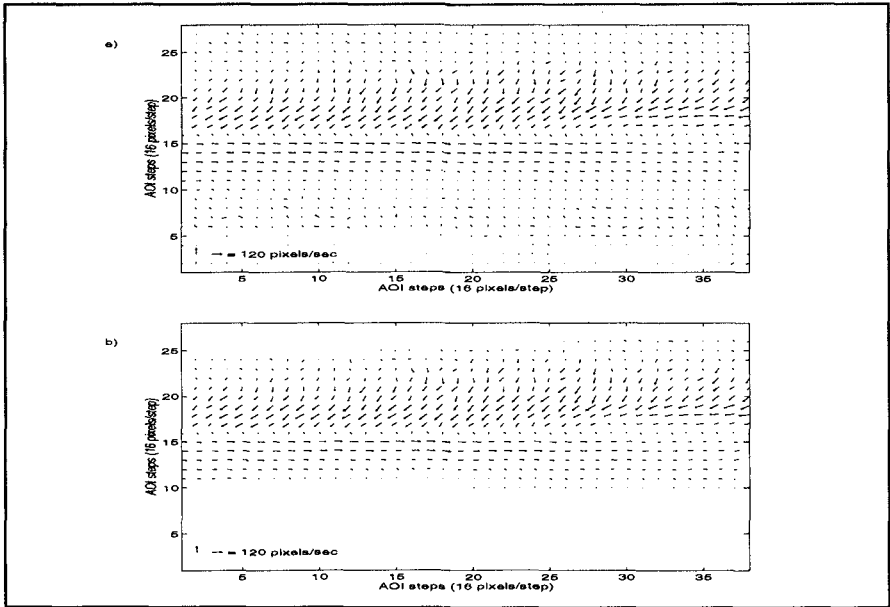 a)
AOI steps (16 pixels/step)
25
20
15
10
5
↑ → = 120 pixels/sec
5 10 15 20 25 30 35
AOI steps (16 pixels/step)
b)
AOI steps (16 pixels/step)
25
20
15
10
5
↑ → = 120 pixels/sec
5 10 15 20 25 30 35
AOI steps (16 pixels/step)